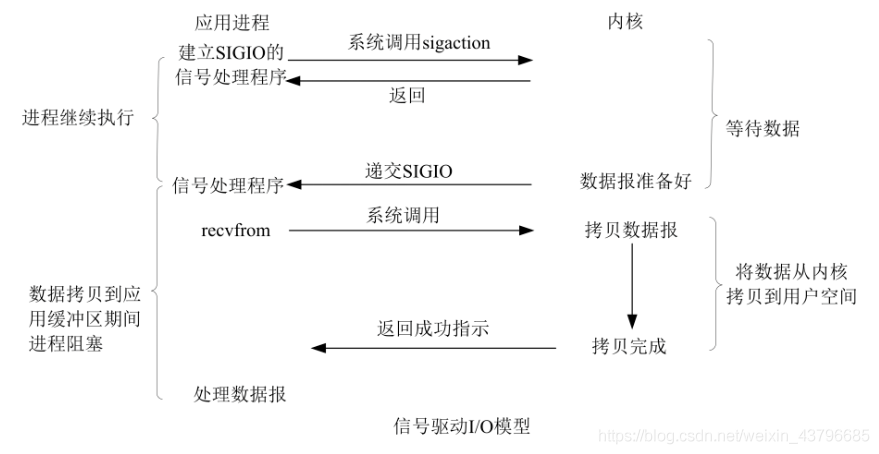 应用进程
内核
建立SIGIO的
信号处理程序
系统调用sigaction
返回
进程继续执行
等待数据
信号处理程序
递交SIGIO
数据报准备好
recvfrom
系统调用
拷贝数据报
数据拷贝到应
用缓冲区期间
进程阻塞
将数据从内核
拷贝到用户空间
返回成功指示
拷贝完成
处理数据报
信号驱动I/O模型
https://blog.csdn.net/weixin_43796685